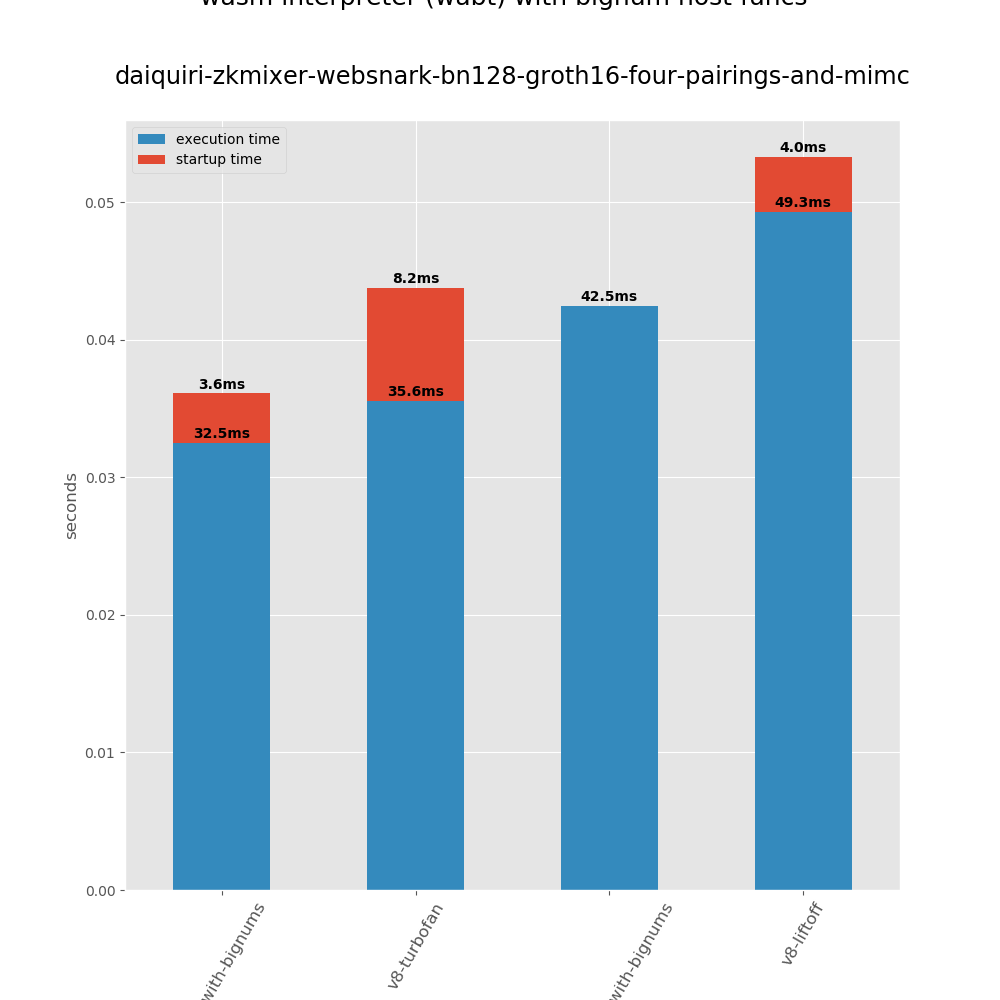 wasm interpreter (wabt) with bignum host funcs
daiquiri-zkmixer-websnark-bn128-groth16-four-pairings-and-mimc
execution time
startup time
4.0ms
49.3ms
8.2ms
35.6ms
42.5ms
3.6ms
32.5ms
0.05
0.04
0.03
0.02
0.01
0.00
seconds
with-bignums
v8-turbofan
with-bignums
v8-liftoff